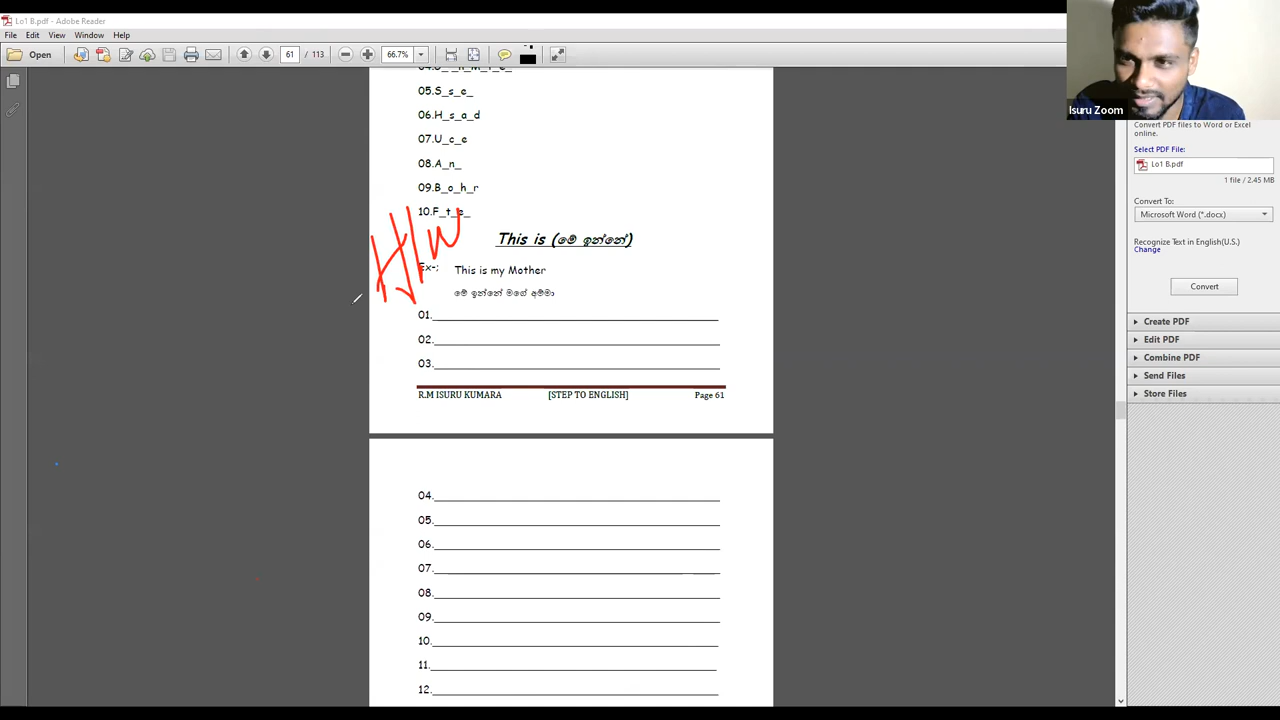 Lo1 B.pdf - Adobe Reader
File Edit View Window Help
Open 61 / 113 66.7%
05.S_s_e_
06.H_s_a_d
07.U_c_e
08.A_n_
09.B_o_h_r
10.F_t_e_
H/W
This is (මේ ඉන්නේ)
Ex-: This is my Mother
මේ ඉන්නේ මගේ අම්මා
01.
02.
03.
R.M ISURU KUMARA [STEP TO ENGLISH] Page 61
04.
05.
06.
07.
08.
09.
10.
11.
12.
Isuru Zoom
Convert PDF files to Word or Excel
online.
Select PDF File:
Lo1 B.pdf
1 file / 2.45 MB
Convert To:
Microsoft Word (*.docx)
Recognize Text in English(U.S.)
Change
Convert
Create PDF
Edit PDF
Combine PDF
Send Files
Store Files